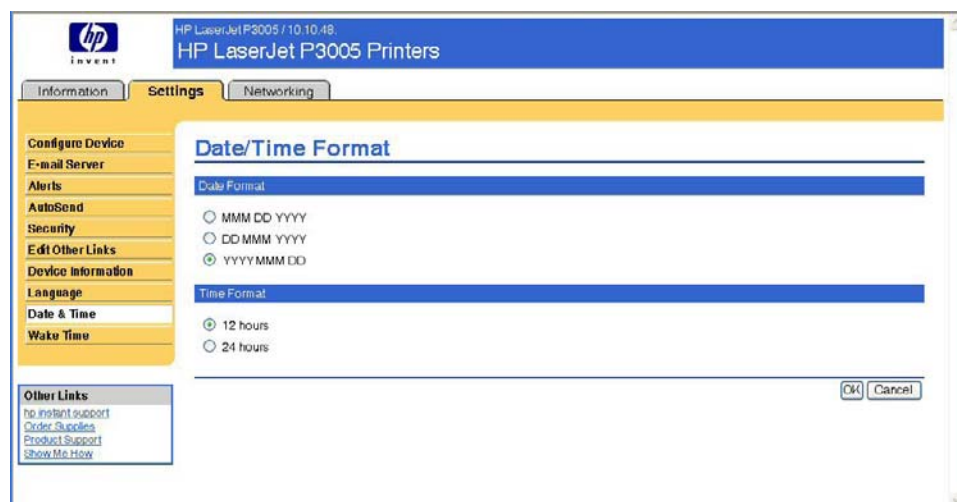 hp
invent
HP LaserJet P3005 / 10.10.48.
HP LaserJet P3005 Printers
Information
Settings
Networking
Configure Device
E-mail Server
Alerts
AutoSend
Security
Edit Other Links
Device Information
Language
Date & Time
Wake Time
Other Links
hp instant support
Order Supplies
Product Support
Show Me How
Date/Time Format
Date Format
MMM DD YYYY
DD MMM YYYY
YYYY MMM DD
Time Format
12 hours
24 hours
OK
Cancel